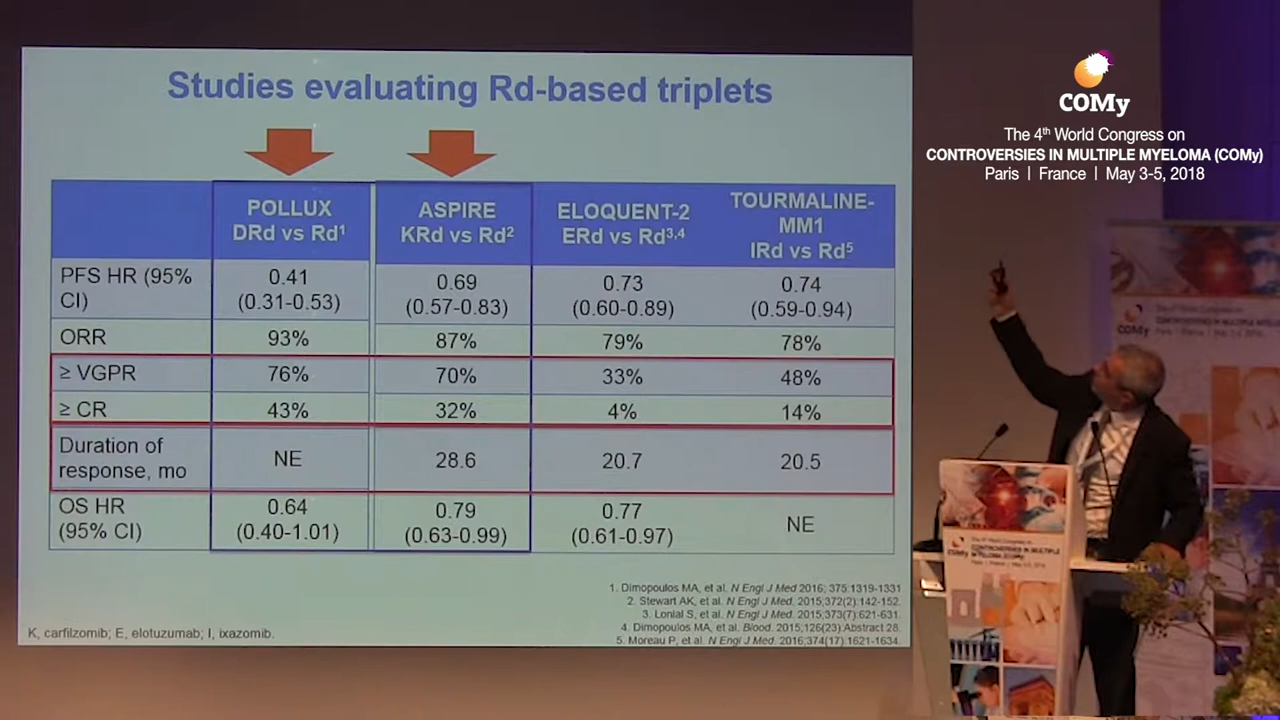 Studies evaluating Rd-based triplets
POLLUX
DRd vs Rd¹
ASPIRE
KRd vs Rd²
ELOQUENT-2
ERd vs Rd³,⁴
TOURMALINE-
MM1
IRd vs Rd⁵
PFS HR (95%
CI)
0.41
(0.31-0.53)
0.69
(0.57-0.83)
0.73
(0.60-0.89)
0.74
(0.59-0.94)
ORR
93%
87%
79%
78%
≥ VGPR
76%
70%
33%
48%
≥ CR
43%
32%
4%
14%
Duration of
response, mo
NE
28.6
20.7
20.5
OS HR
(95% CI)
0.64
(0.40-1.01)
0.79
(0.63-0.99)
0.77
(0.61-0.97)
NE
1. Dimopoulos MA, et al. N Engl J Med 2016; 375:1319-1331
2. Stewart AK, et al. N Engl J Med. 2015;372(2):142-152.
3. Lonial S, et al. N Engl J Med. 2015;373(7):621-631.
4. Dimopoulos MA, et al. Blood. 2015;126(23):Abstract 28.
5. Moreau P, et al. N Engl J Med. 2016;374(17):1621-1634.
K, carfilzomib; E, elotuzumab; I, ixazomib.
COMy
The 4th World Congress on
CONTROVERSIES IN MULTIPLE MYELOMA (COMy)
Paris | France | May 3-5, 2018
COMy
COMy
CONTROVERSIES IN MULTIPLE